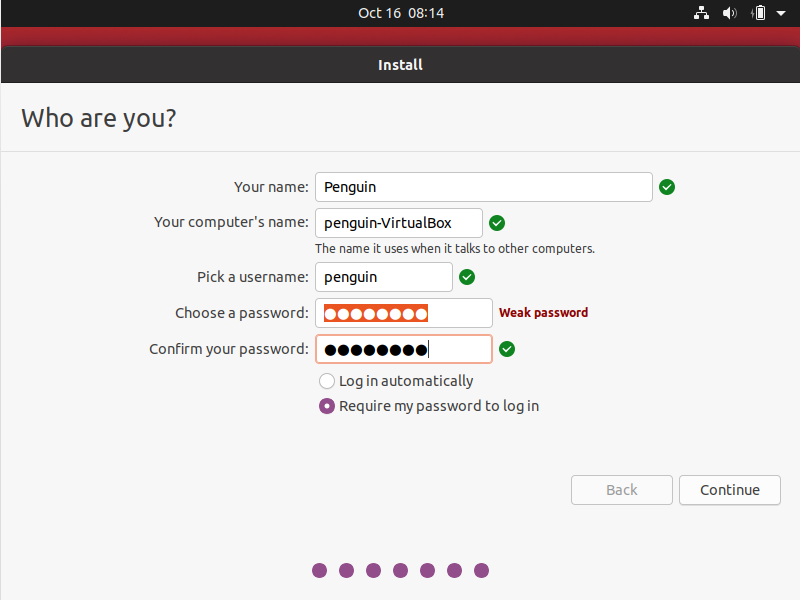 Oct 16 08:14
Install
Who are you?
Your name: Penguin
Your computer's name: penguin-VirtualBox
The name it uses when it talks to other computers.
Pick a username: penguin
Choose a password: ●●●●●●●● Weak password
Confirm your password: ●●●●●●●●
Log in automatically
Require my password to log in
Back Continue